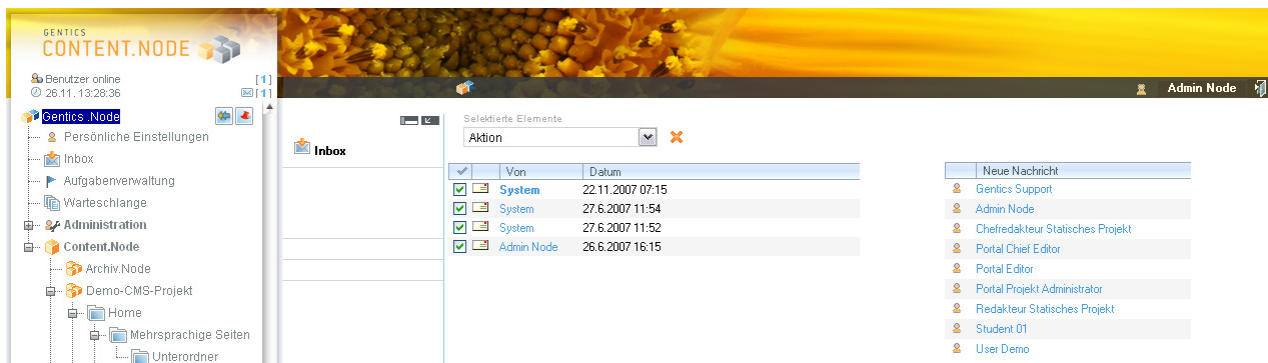 GENTICS
CONTENT.NODE
Benutzer online [1]
26.11. 13:28:36 [1]
Gentics .Node
Persönliche Einstellungen
Inbox
Aufgabenverwaltung
Warteschlange
Administration
Content.Node
Archiv.Node
Demo-CMS-Projekt
Home
Mehrsprachige Seiten
Unterordner
Admin Node
Inbox
Selektierte Elemente
Aktion
Von Datum
System 22.11.2007 07:15
System 27.6.2007 11:54
System 27.6.2007 11:52
Admin Node 26.6.2007 16:15
Neue Nachricht
Gentics Support
Admin Node
Chefredakteur Statisches Projekt
Portal Chief Editor
Portal Editor
Portal Projekt Administrator
Redakteur Statisches Projekt
Student 01
User Demo